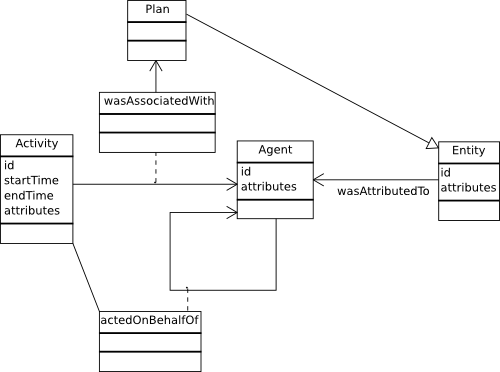 Plan
wasAssociatedWith
Activity
id
startTime
endTime
attributes
Agent
id
attributes
Entity
id
attributes
wasAttributedTo
actedOnBehalfOf